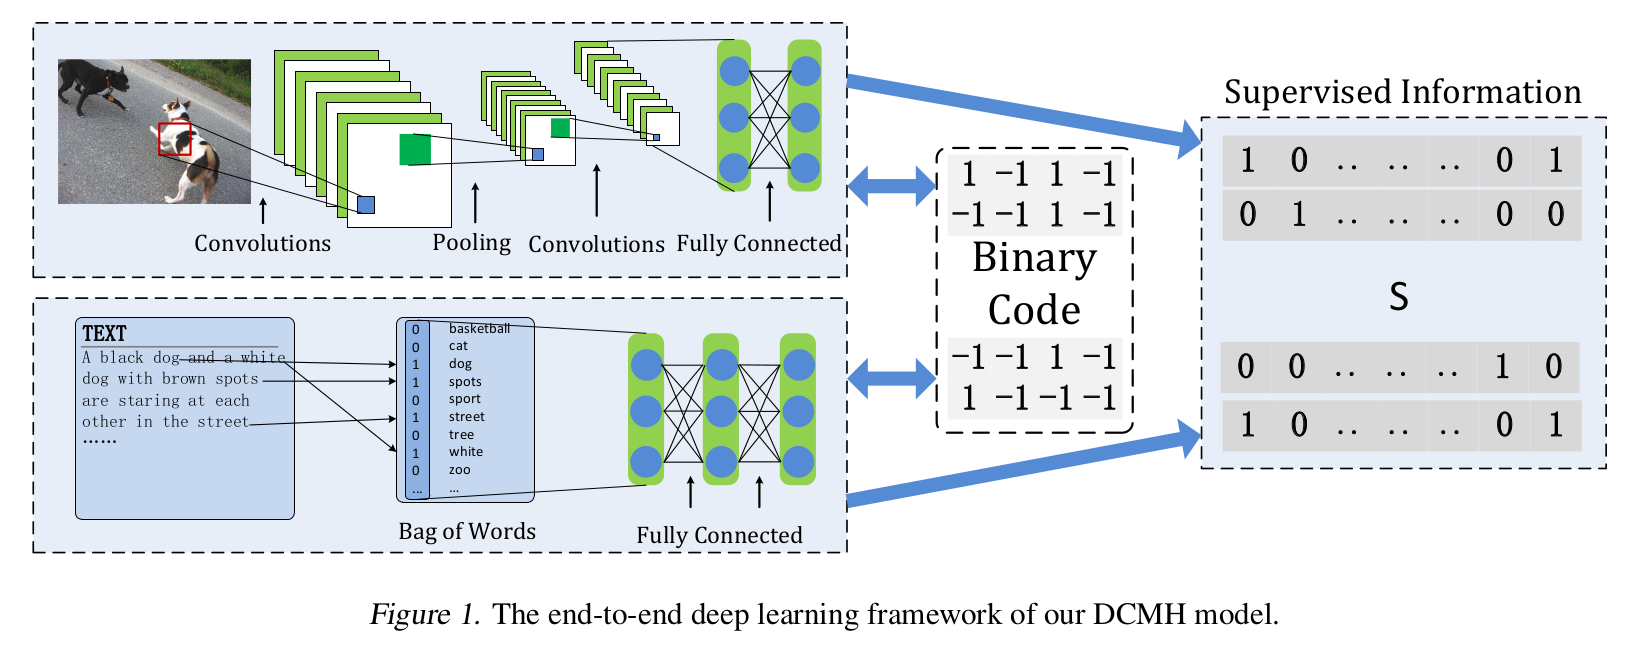 Convolutions
Pooling
Convolutions
Fully Connected
TEXT
A black dog and a white
dog with brown spots
are staring at each
other in the street
......
0 basketball
0 cat
1 dog
1 spots
0 sport
1 street
0 tree
1 white
0 zoo
... ...
Bag of Words
Fully Connected
1 -1 1 -1
-1 -1 1 -1
Binary
Code
-1 -1 1 -1
1 -1 -1 -1
Supervised Information
1 0 .. .. .. 0 1
0 1 .. .. .. 0 0
S
0 0 .. .. .. 1 0
1 0 .. .. .. 0 1
Figure 1. The end-to-end deep learning framework of our DCMH model.